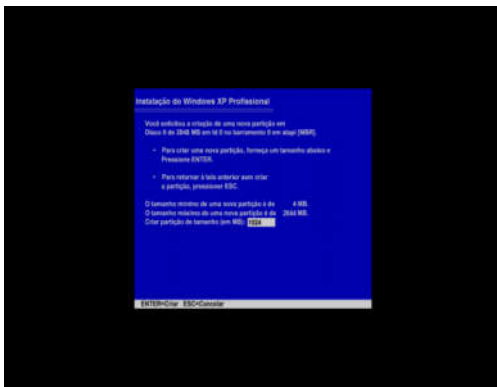 Instalação do Windows XP Professional
Você solicitou a criação de uma nova partição em
Disco 0 de 2048 MB em Id 0 no barramento 0 em atapi [MBR].
• Para criar uma nova partição, forneça um tamanho abaixo e
Pressione ENTER.
• Para retornar à tela anterior sem criar
a partição, pressione ESC.
O tamanho mínimo de uma nova partição é de 4 MB.
O tamanho máximo de uma nova partição é de MB.
Criar partição de tamanho (em MB): 1024
ENTER=Criar ESC=Cancelar